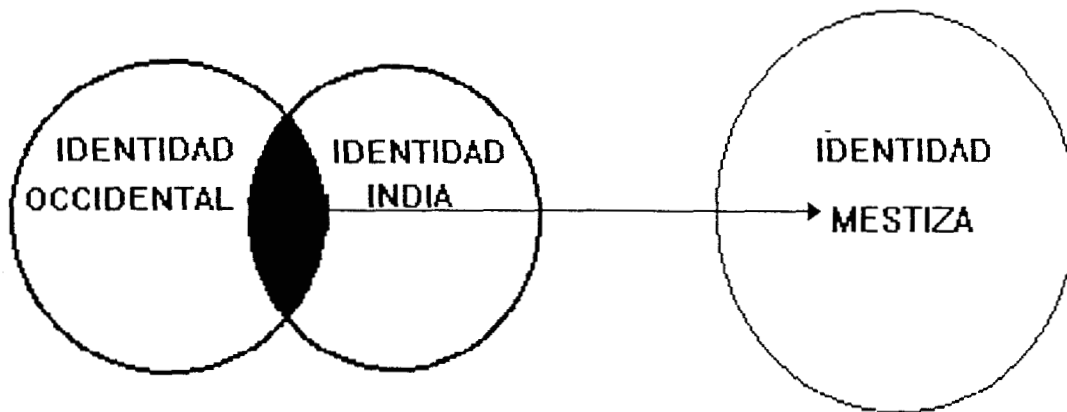 IDENTIDAD
OCCIDENTAL
IDENTIDAD
INDIA
IDENTIDAD
MESTIZA